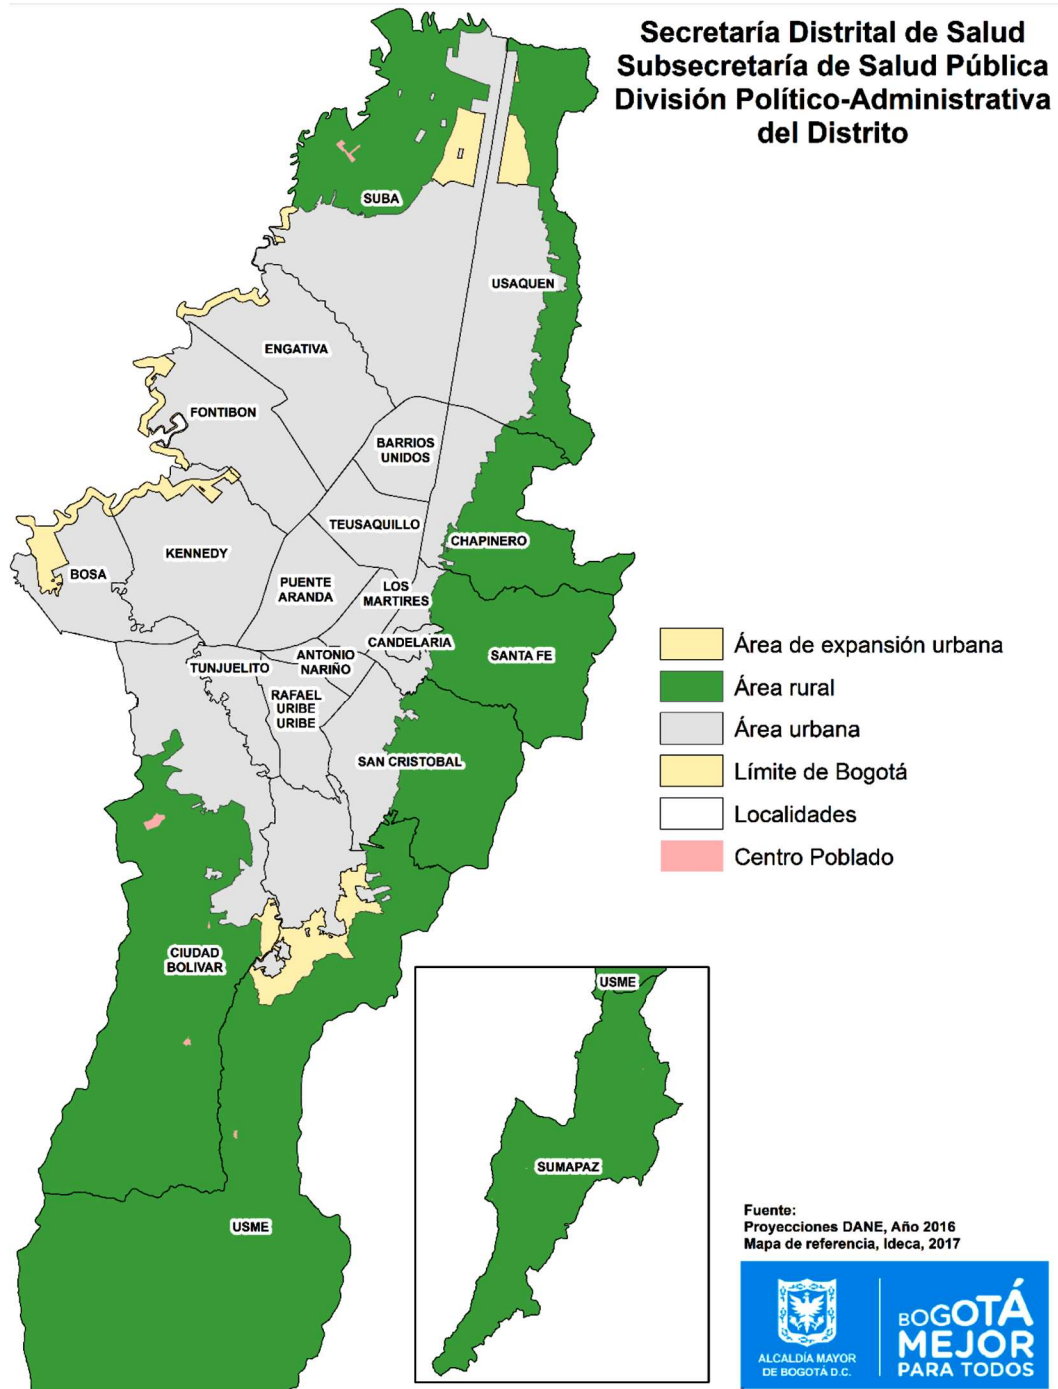 Secretaría Distrital de Salud
Subsecretaría de Salud Pública
División Político-Administrativa
del Distrito
SUBA
USAQUEN
ENGATIVA
FONTIBON
BARRIOS
UNIDOS
TEUSAQUILLO
CHAPINERO
KENNEDY
BOSA
PUENTE
ARANDA
LOS
MARTIRES
CANDELARIA
SANTA FE
ANTONIO
NARIÑO
TUNJUELITO
RAFAEL
URIBE
URIBE
SAN CRISTOBAL
Área de expansión urbana
Área rural
Área urbana
Límite de Bogotá
Localidades
Centro Poblado
CIUDAD
BOLIVAR
USME
USME
SUMAPAZ
Fuente:
Proyecciones DANE, Año 2016
Mapa de referencia, Ideca, 2017
ALCALDÍA MAYOR
DE BOGOTÁ D.C.
BOGOTÁ
MEJOR
PARA TODOS